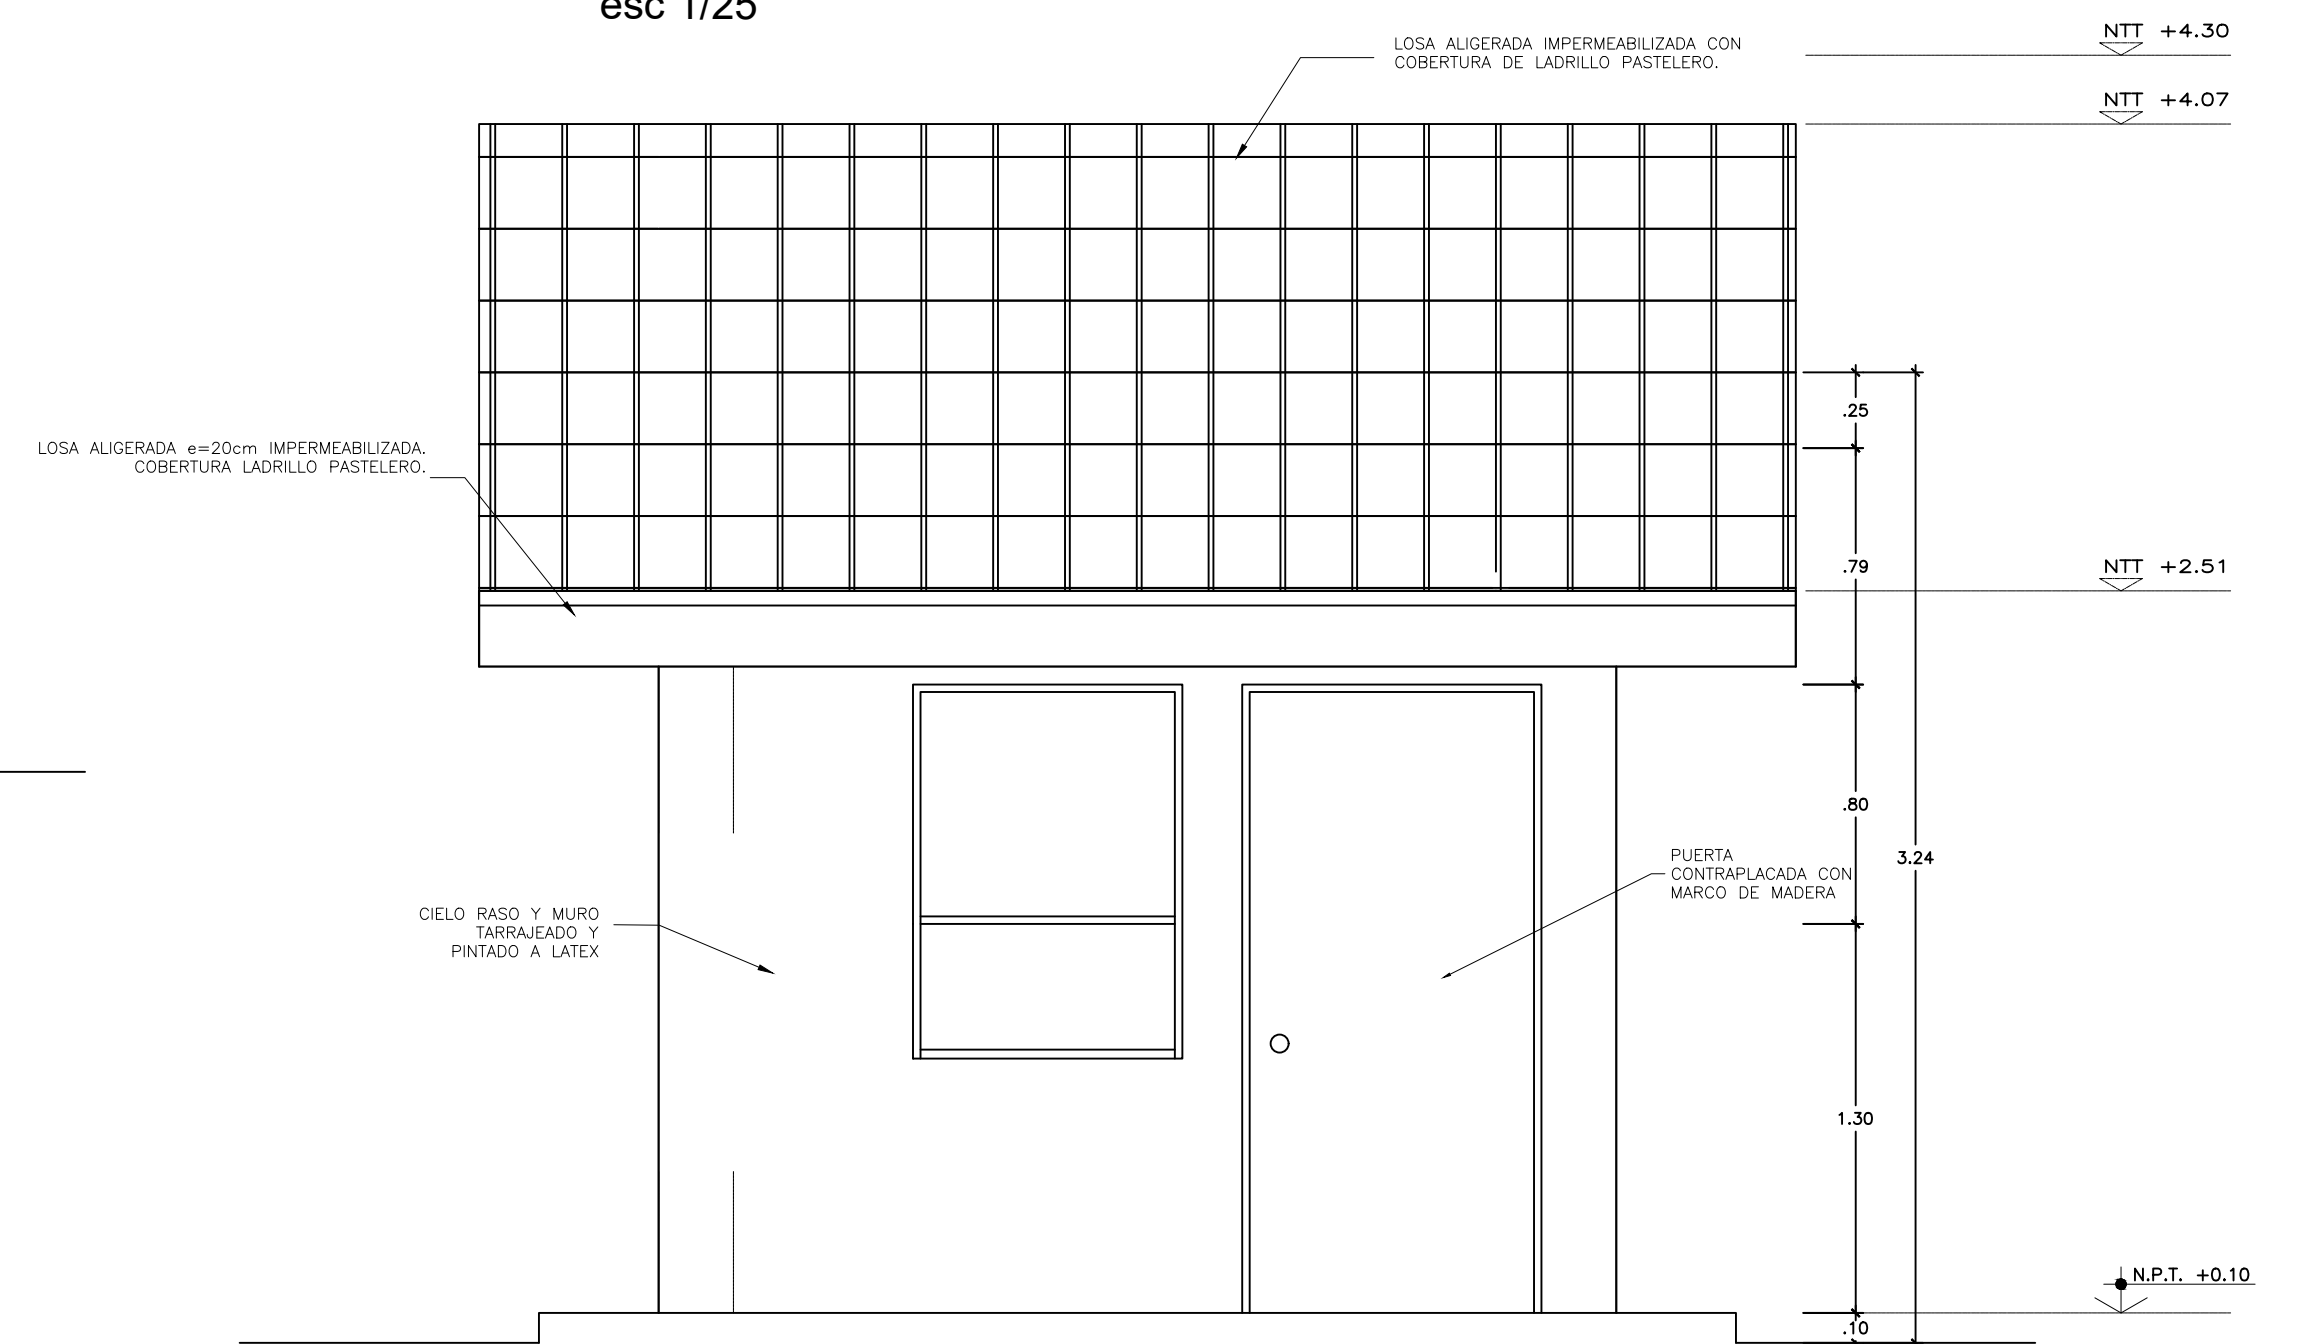 esc 1/25
LOSA ALIGERADA IMPERMEABILIZADA CON
COBERTURA DE LADRILLO PASTELERO.
NTT +4.30
NTT +4.07
.25
LOSA ALIGERADA e=20cm IMPERMEABILIZADA.
COBERTURA LADRILLO PASTELERO.
.79
NTT +2.51
.80
3.24
PUERTA
CONTRAPLACADA CON
MARCO DE MADERA
CIELO RASO Y MURO
TARRAJEADO Y
PINTADO A LATEX
1.30
N.P.T. +0.10
.10